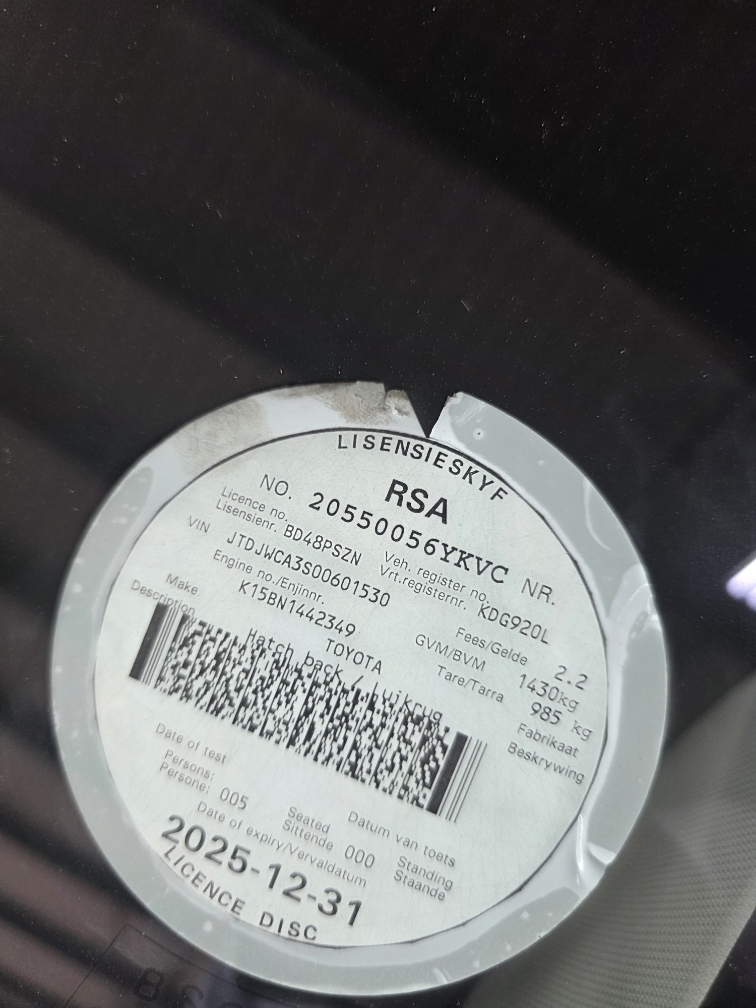 LISENSIESKYF
RSA
NO. 20550056YKVC NR.
Licence no. Veh. register no.
Lisensienr. BD48PSZN Vrt.registernr. KDG920L
VIN JTDJWCA3S00601530 Fees/Gelde 2.2
Engine no./Enjinnr. GVM/BVM 1430kg
K15BN1442349 Tare/Tarra 985 kg
Make TOYOTA Fabrikaat
Description Hatch back / Luikrug Beskrywing
Date of test Datum van toets
Persons: Seated Standing
Persone: 005 Sittende 000 Staande
Date of expiry/Vervaldatum
2025-12-31
LICENCE DISC